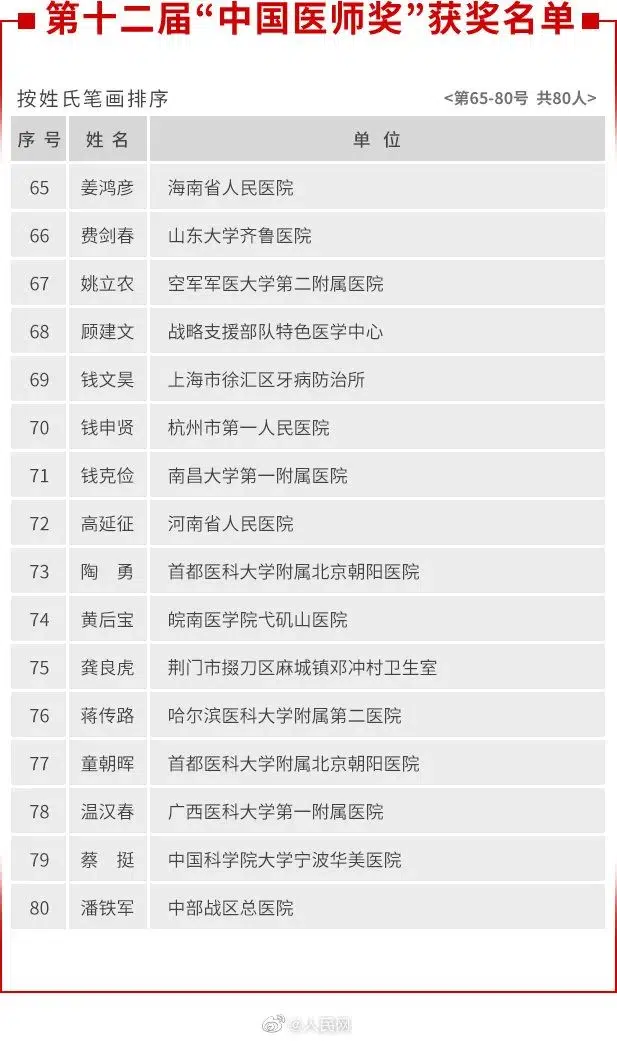 第十二届“中国医师奖”获奖名单
按姓氏笔画排序 <第65-80号 共80人>
序号 姓名 单位
65 姜鸿彦 海南省人民医院
66 费剑春 山东大学齐鲁医院
67 姚立农 空军军医大学第二附属医院
68 顾建文 战略支援部队特色医学中心
69 钱文昊 上海市徐汇区牙病防治所
70 钱申贤 杭州市第一人民医院
71 钱克俭 南昌大学第一附属医院
72 高延征 河南省人民医院
73 陶 勇 首都医科大学附属北京朝阳医院
74 黄后宝 皖南医学院弋矶山医院
75 龚良虎 荆门市掇刀区麻城镇邓冲村卫生室
76 蒋传路 哈尔滨医科大学附属第二医院
77 童朝晖 首都医科大学附属北京朝阳医院
78 温汉春 广西医科大学第一附属医院
79 蔡 挺 中国科学院大学宁波华美医院
80 潘铁军 中部战区总医院
@人民网